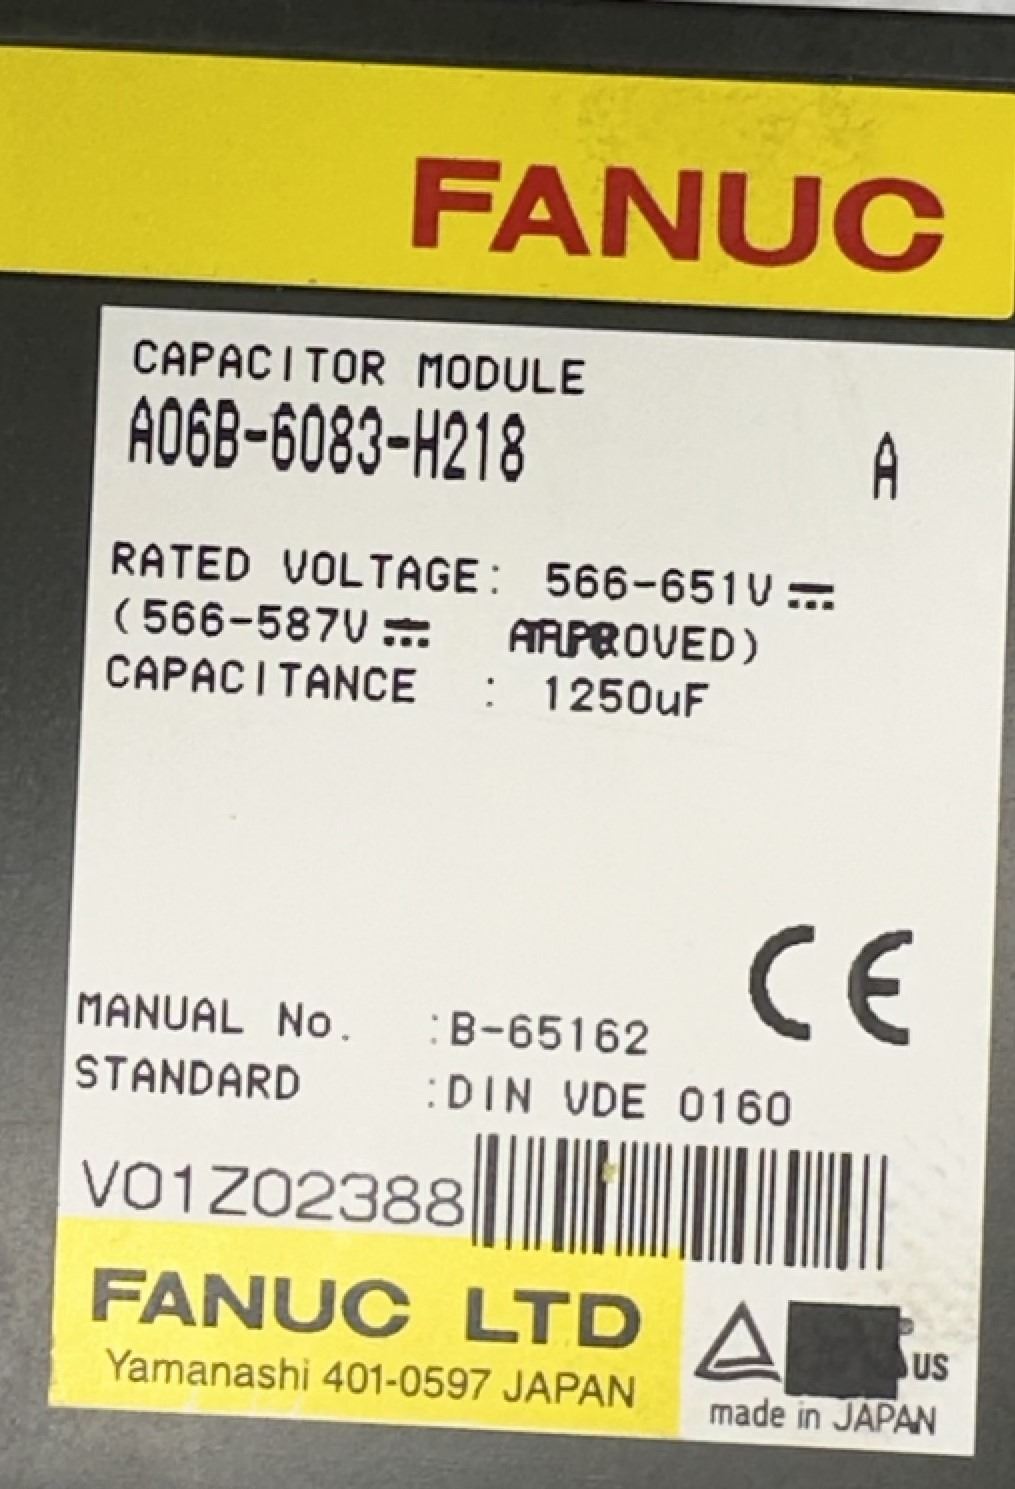 FANUC
CAPACITOR MODULE
A06B-6083-H218 A
RATED VOLTAGE: 566-651V
(566-587V
CAPACITANCE : 1250uF
CE
MANUAL No. :B-65162
STANDARD :DIN VDE 0160
V01Z02388
FANUC LTD
Yamanashi 401-0597 JAPAN
US
made in JAPAN